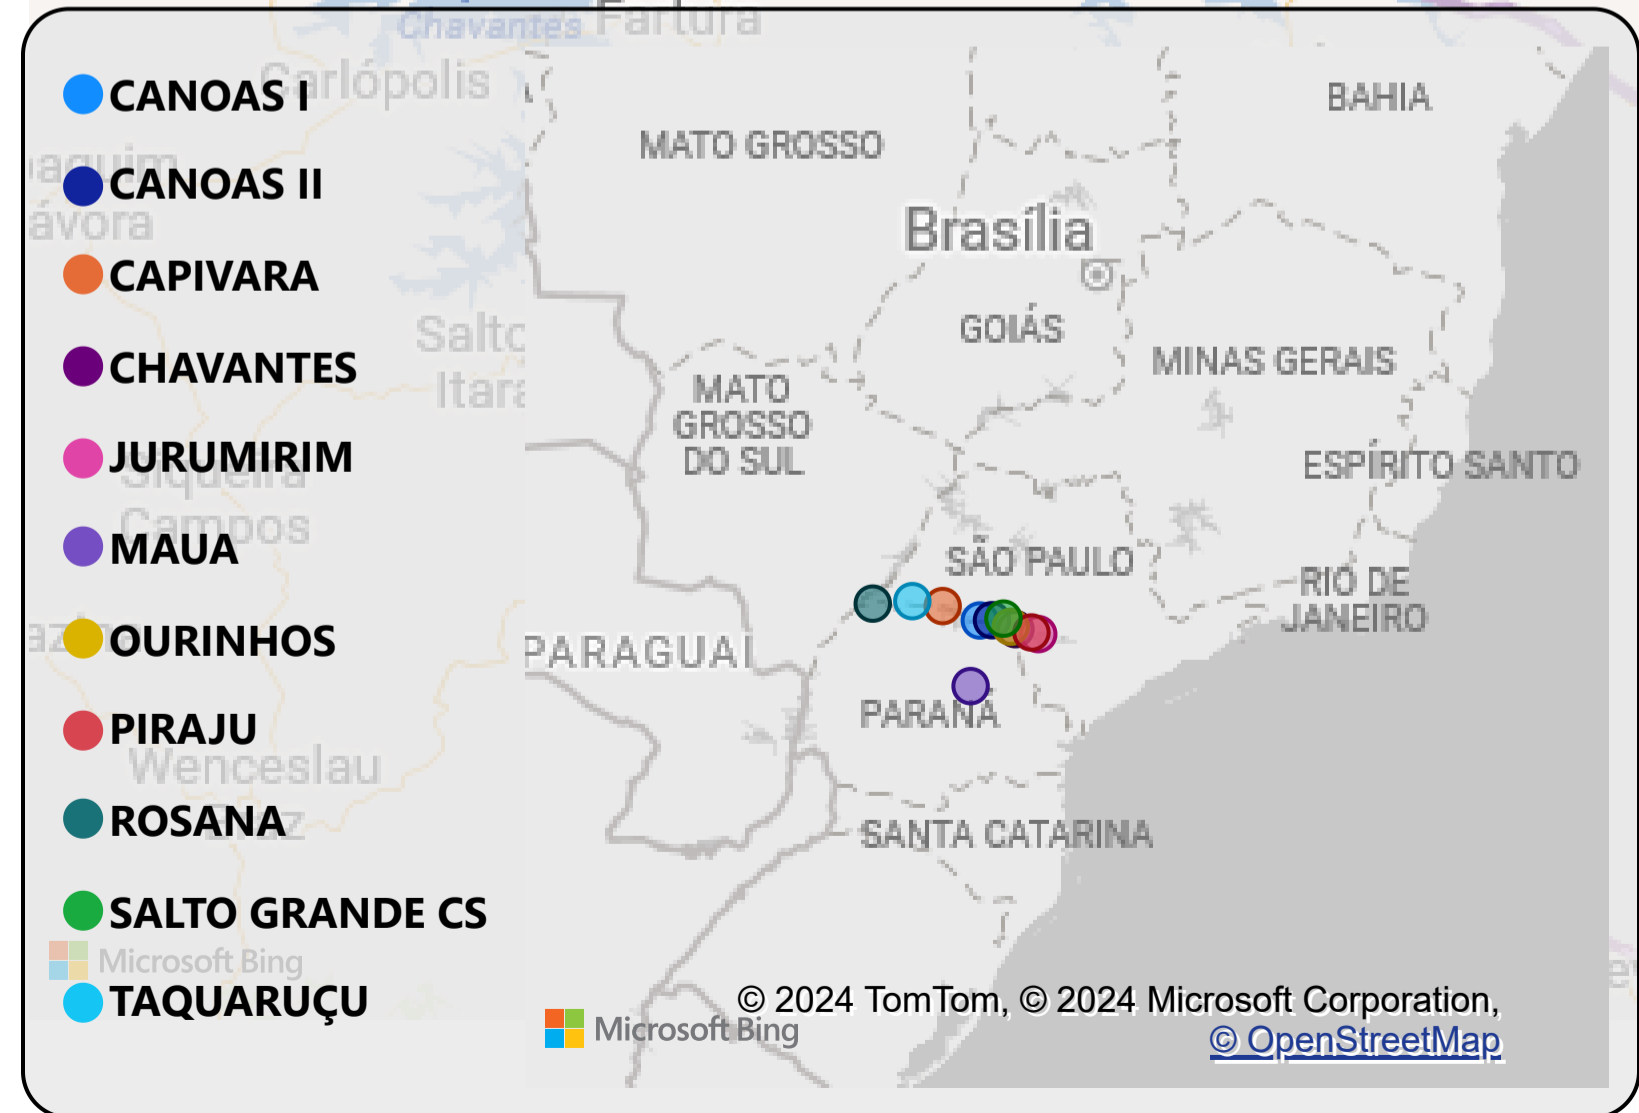 Chavantes Fartura
Carlópolis
CANOAS I
CANOAS II
CAPIVARA
CHAVANTES
JURUMIRIM
MAUA
OURINHOS
PIRAJU
ROSANA
SALTO GRANDE CS
TAQUARUÇU
ávora
Salto
Siqueira
Campos
Wenceslau
Microsoft Bing
BAHIA
MATO GROSSO
Brasília
GOIÁS
MINAS GERAIS
MATO
GROSSO
DO SUL
ESPÍRITO SANTO
SÃO PAULO
RIO DE
JANEIRO
PARAGUAI
PARANÁ
SANTA CATARINA
© 2024 TomTom, © 2024 Microsoft Corporation,
Microsoft Bing
© OpenStreetMap